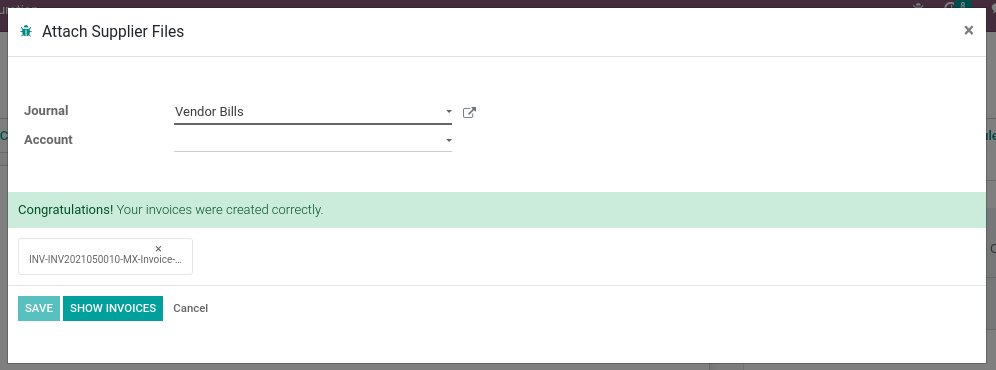 Attach Supplier Files
×
Journal
Vendor Bills
Account
Congratulations! Your invoices were created correctly.
×
INV-INV2021050010-MX-Invoice-...
SAVE
SHOW INVOICES
Cancel